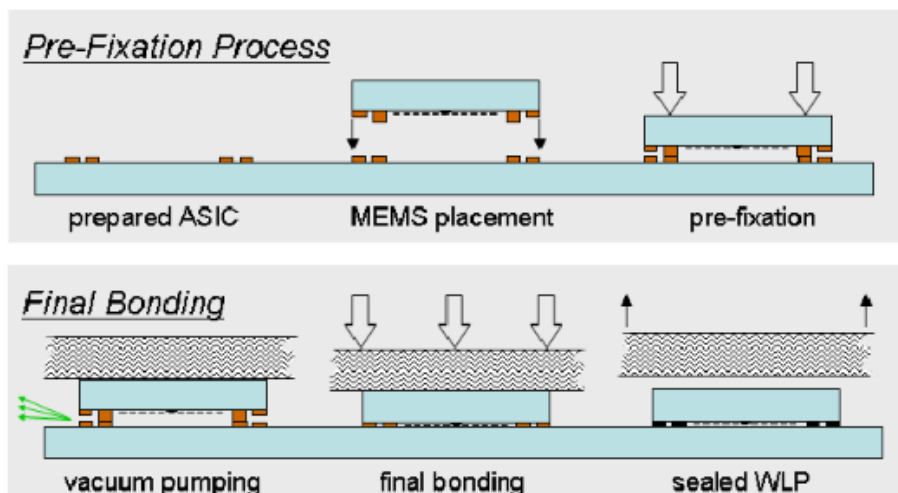 Pre-Fixation Process
prepared ASIC
MEMS placement
pre-fixation
Final Bonding
vacuum pumping
final bonding
sealed WLP